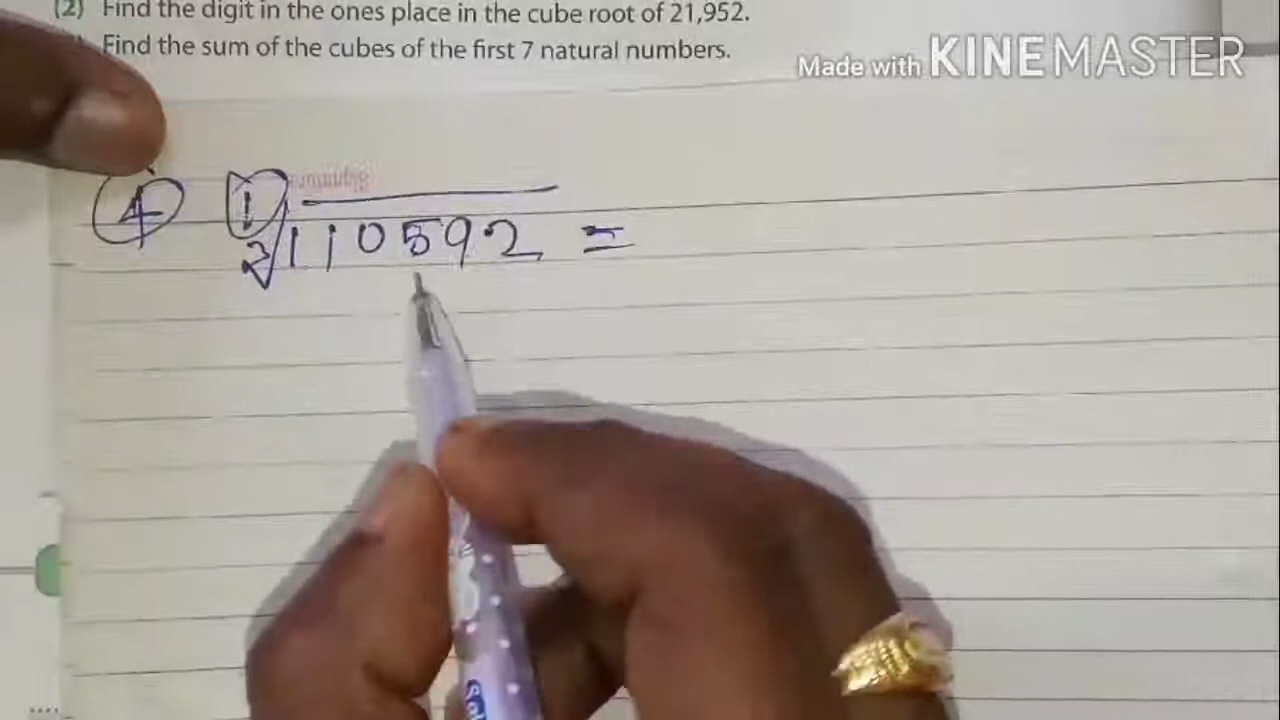 (2) Find the digit in the ones place in the cube root of 21,952.
Find the sum of the cubes of the first 7 natural numbers.
Made with KINEMASTER
4 1 ∛110592 =